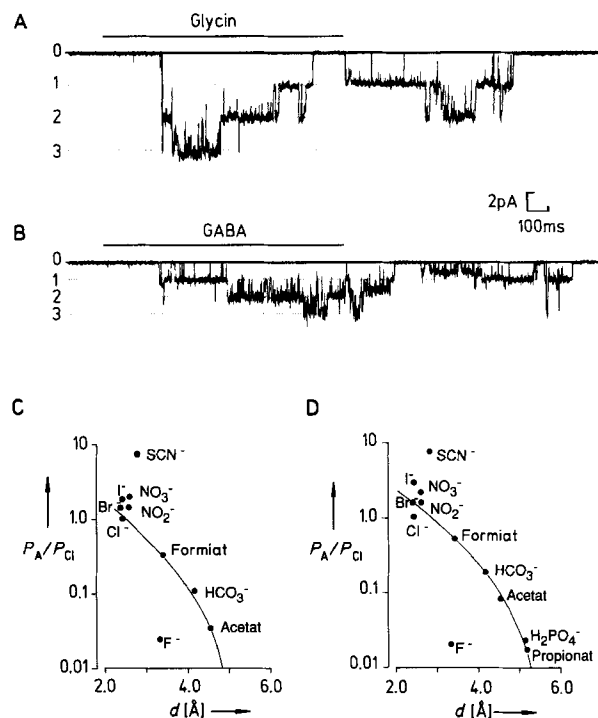 A
Glycin
0
1
2
3
2pA
100ms
B
GABA
0
1
2
3
C
10
1.0
0.1
0.01
P_A/P_Cl
SCN⁻
I⁻
NO₃⁻
Br⁻
NO₂⁻
Cl⁻
Formiat
HCO₃⁻
Acetat
F⁻
2.0 4.0 6.0
d [Å]
D
10
1.0
0.1
0.01
P_A/P_Cl
SCN⁻
I⁻
NO₃⁻
Br⁻
NO₂⁻
Cl⁻
Formiat
HCO₃⁻
Acetat
H₂PO₄⁻
F⁻
Propionat
2.0 4.0 6.0
d [Å]